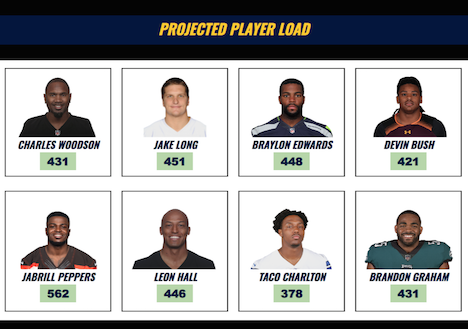 PROJECTED PLAYER LOAD
CHARLES WOODSON
431
JAKE LONG
451
BRAYLON EDWARDS
448
DEVIN BUSH
421
JABRILL PEPPERS
562
LEON HALL
446
TACO CHARLTON
378
BRANDON GRAHAM
431